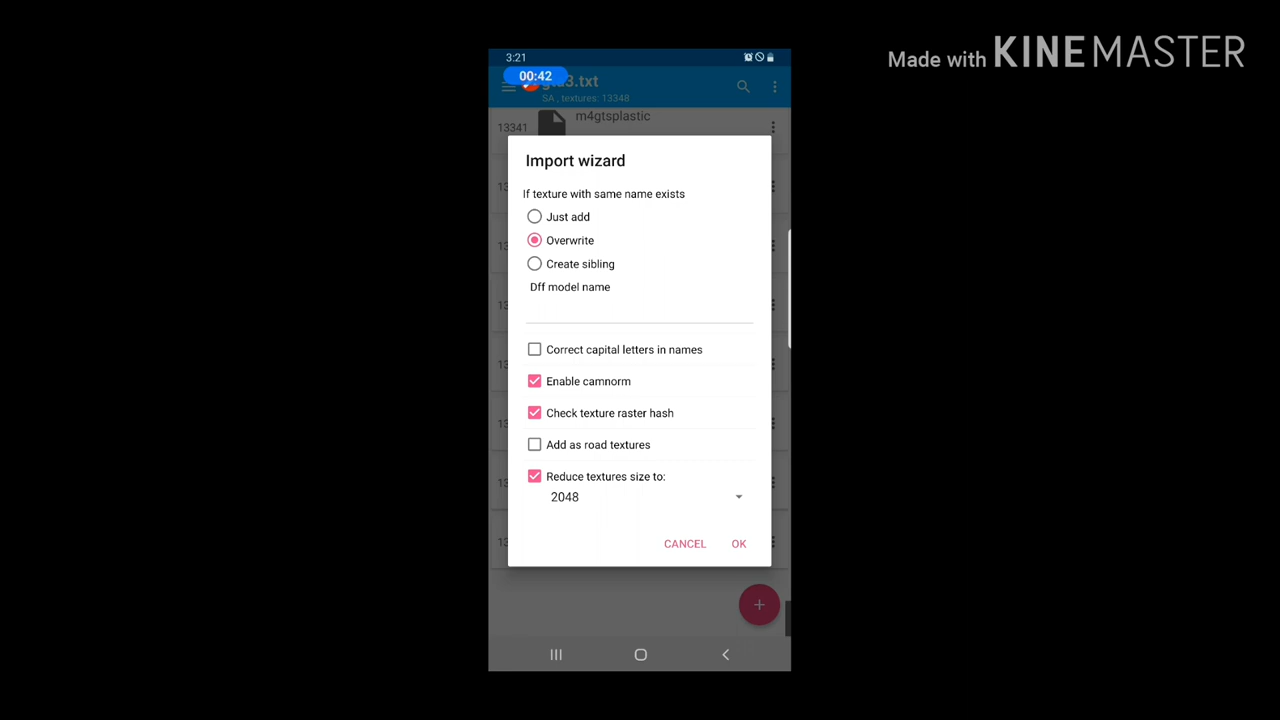 Made with KINEMASTER
3:21
00:42
SA , textures: 13348
13341
m4gtsplastic
Import wizard
If texture with same name exists
Just add
Overwrite
Create sibling
Dff model name
Correct capital letters in names
Enable camnorm
Check texture raster hash
Add as road textures
Reduce textures size to:
2048
CANCEL
OK